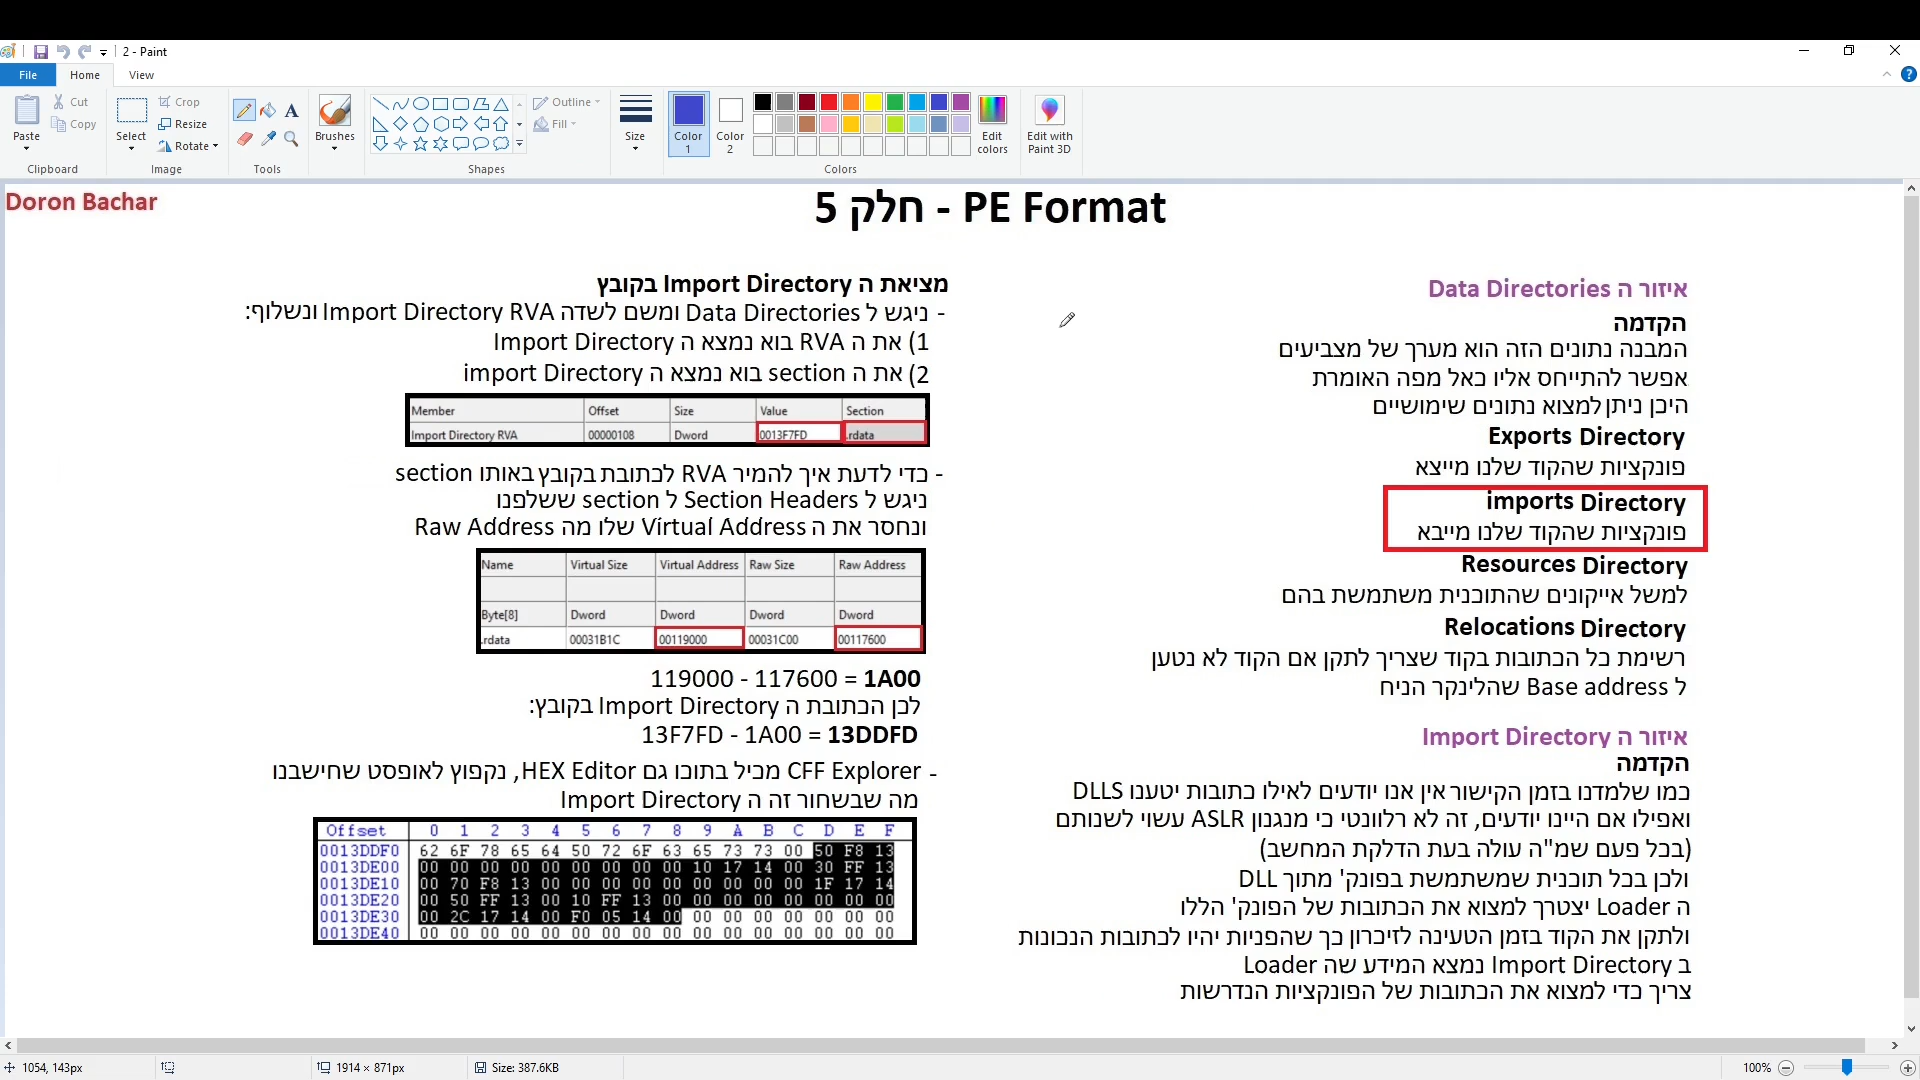 2 - Paint
File
Home
View
Paste
Cut
Copy
Clipboard
Select
Crop
Resize
Rotate
Image
Tools
Brushes
Shapes
Outline
Fill
Size
Color 1
Color 2
Edit colors
Edit with Paint 3D
Colors
Doron Bachar
PE Format - חלק 5
איזור ה Data Directories
הקדמה
המבנה נתונים הזה הוא מערך של מצביעים
אפשר להתייחס אליו כאל מפה האומרת
היכן ניתן למצוא נתונים שימושיים
Exports Directory
פונקציות שהקוד שלנו מייצא
imports Directory
פונקציות שהקוד שלנו מייבא
Resources Directory
למשל אייקונים שהתוכנית משתמשת בהם
Relocations Directory
רשימת כל הכתובות בקוד שצריך לתקן אם הקוד לא נטען
ל Base address שהלינקר הניח
איזור ה Import Directory
הקדמה
כמו שלמדנו בזמן הקישור אין אנו יודעים לאילו כתובות יטענו DLLS
ואפילו אם היינו יודעים, זה לא רלוונטי כי מנגנון ASLR עשוי לשנותם
(בכל פעם שמ"ה עולה בעת הדלקת המחשב)
ולכן בכל תוכנית שמשתמשת בפונק' מתוך DLL
ה Loader יצטרך למצוא את הכתובות של הפונק' הללו
ולתקן את הקוד בזמן הטעינה לזיכרון כך שהפניות יהיו לכתובות הנכונות
ב Import Directory נמצא המידע שה Loader
צריך כדי למצוא את הכתובות של הפונקציות הנדרשות
מציאת ה Import Directory בקובץ
- ניגש ל Data Directories ומשם לשדה Import Directory RVA ונשלוף:
1) את ה RVA בוא נמצא ה Import Directory
2) את ה section בוא נמצא ה import Directory
Member Offset Size Value Section
Import Directory RVA 00000108 Dword 0013F7FD .rdata
- כדי לדעת איך להמיר RVA לכתובת בקובץ באותו section
ניגש ל Section Headers ל section ששלפנו
ונחסר את ה Virtual Address שלו מה Raw Address
Name Virtual Size Virtual Address Raw Size Raw Address
Byte[8] Dword Dword Dword Dword
.rdata 00031B1C 00119000 00031C00 00117600
119000 - 117600 = 1A00
לכן הכתובת ה Import Directory בקובץ:
13F7FD - 1A00 = 13DDFD
- CFF Explorer מכיל בתוכו גם HEX Editor, נקפוץ לאופסט שחישבנו
מה שבשחור זה ה Import Directory
Offset 0 1 2 3 4 5 6 7 8 9 A B C D E F
0013DDF0 62 6F 78 65 64 50 72 6F 63 65 73 73 00 50 F8 13
0013DE00 00 00 00 00 00 00 00 00 00 10 17 14 00 30 FF 13
0013DE10 00 70 F8 13 00 00 00 00 00 00 00 00 00 1F 17 14
0013DE20 00 50 FF 13 00 10 FF 13 00 00 00 00 00 00 00 00
0013DE30 00 2C 17 14 00 F0 05 14 00 00 00 00 00 00 00 00
0013DE40 00 00 00 00 00 00 00 00 00 00 00 00 00 00 00 00
1054, 143px
1914 × 871px
Size: 387.6KB
100%